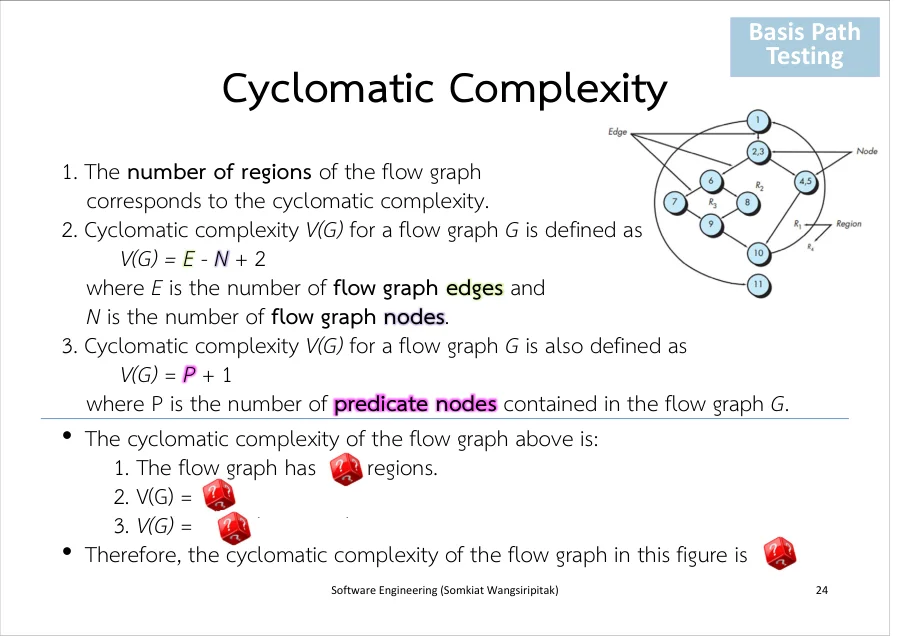 Basis Path
Testing
Cyclomatic Complexity
1. The number of regions of the flow graph
corresponds to the cyclomatic complexity.
2. Cyclomatic complexity V(G) for a flow graph G is defined as
V(G) = E - N + 2
where E is the number of flow graph edges and
N is the number of flow graph nodes.
3. Cyclomatic complexity V(G) for a flow graph G is also defined as
V(G) = P + 1
where P is the number of predicate nodes contained in the flow graph G.
Edge
1
2,3
Node
6
R2
4,5
7
R3
8
9
R1
Region
R4
10
11
• The cyclomatic complexity of the flow graph above is:
1. The flow graph has ??? regions.
2. V(G) = ???
3. V(G) = ???
• Therefore, the cyclomatic complexity of the flow graph in this figure is ???
Software Engineering (Somkiat Wangsiripitak)
24